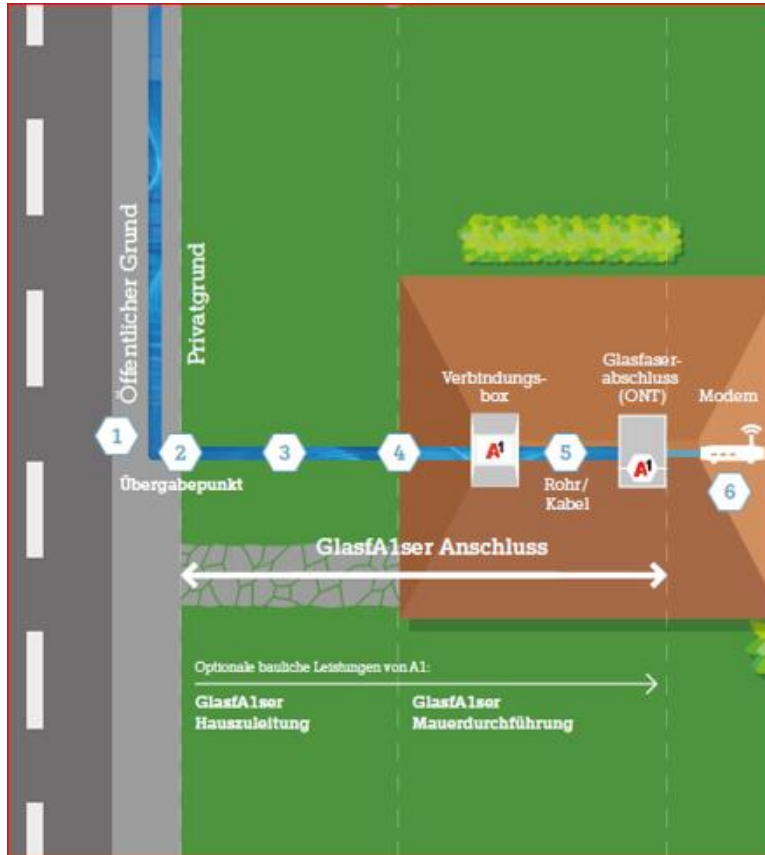 Öffentlicher Grund
Privatgrund
Verbindungs-
box
Glasfaser-
abschluss
(ONT)
Modem
1
2
3
4
A1
5
A1
6
Übergabepunkt
Rohr/
Kabel
GlasfA1ser Anschluss
Optionale bauliche Leistungen von A1:
GlasfA1ser
Hauszuleitung
GlasfA1ser
Mauerdurchführung